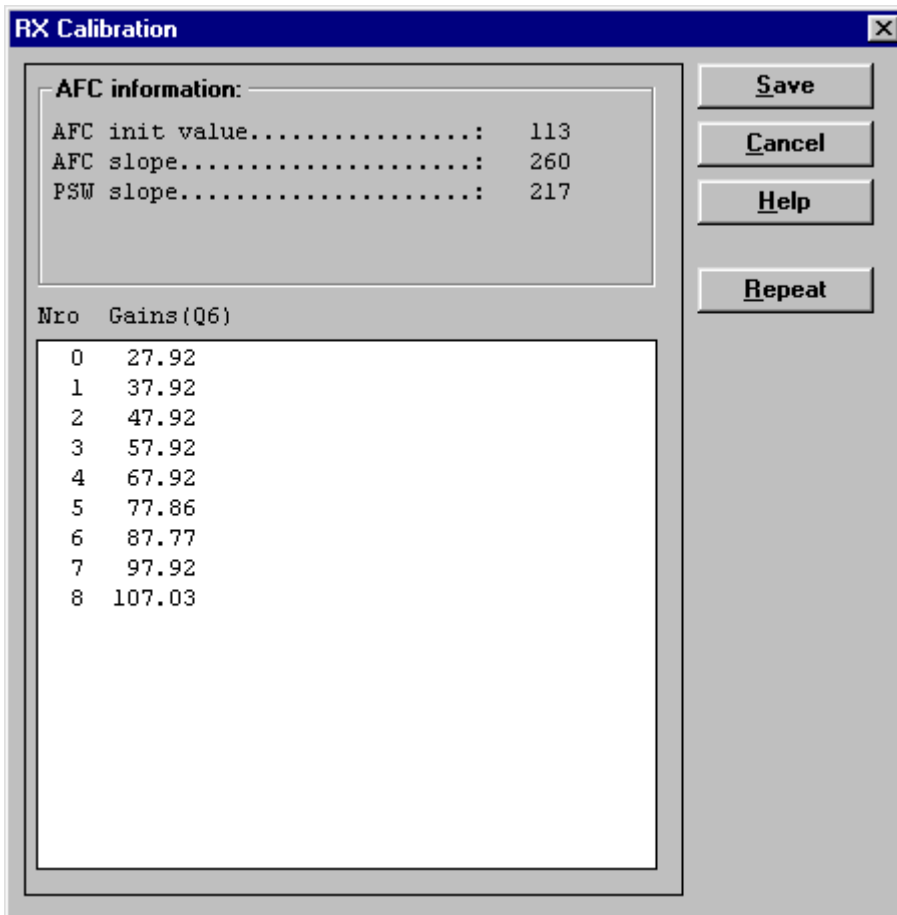 RX Calibration
AFC information:
AFC init value................: 113
AFC slope.....................: 260
PSW slope.....................: 217
Save
Cancel
Help
Repeat
Nro Gains(Q6)
0 27.92
1 37.92
2 47.92
3 57.92
4 67.92
5 77.86
6 87.77
7 97.92
8 107.03